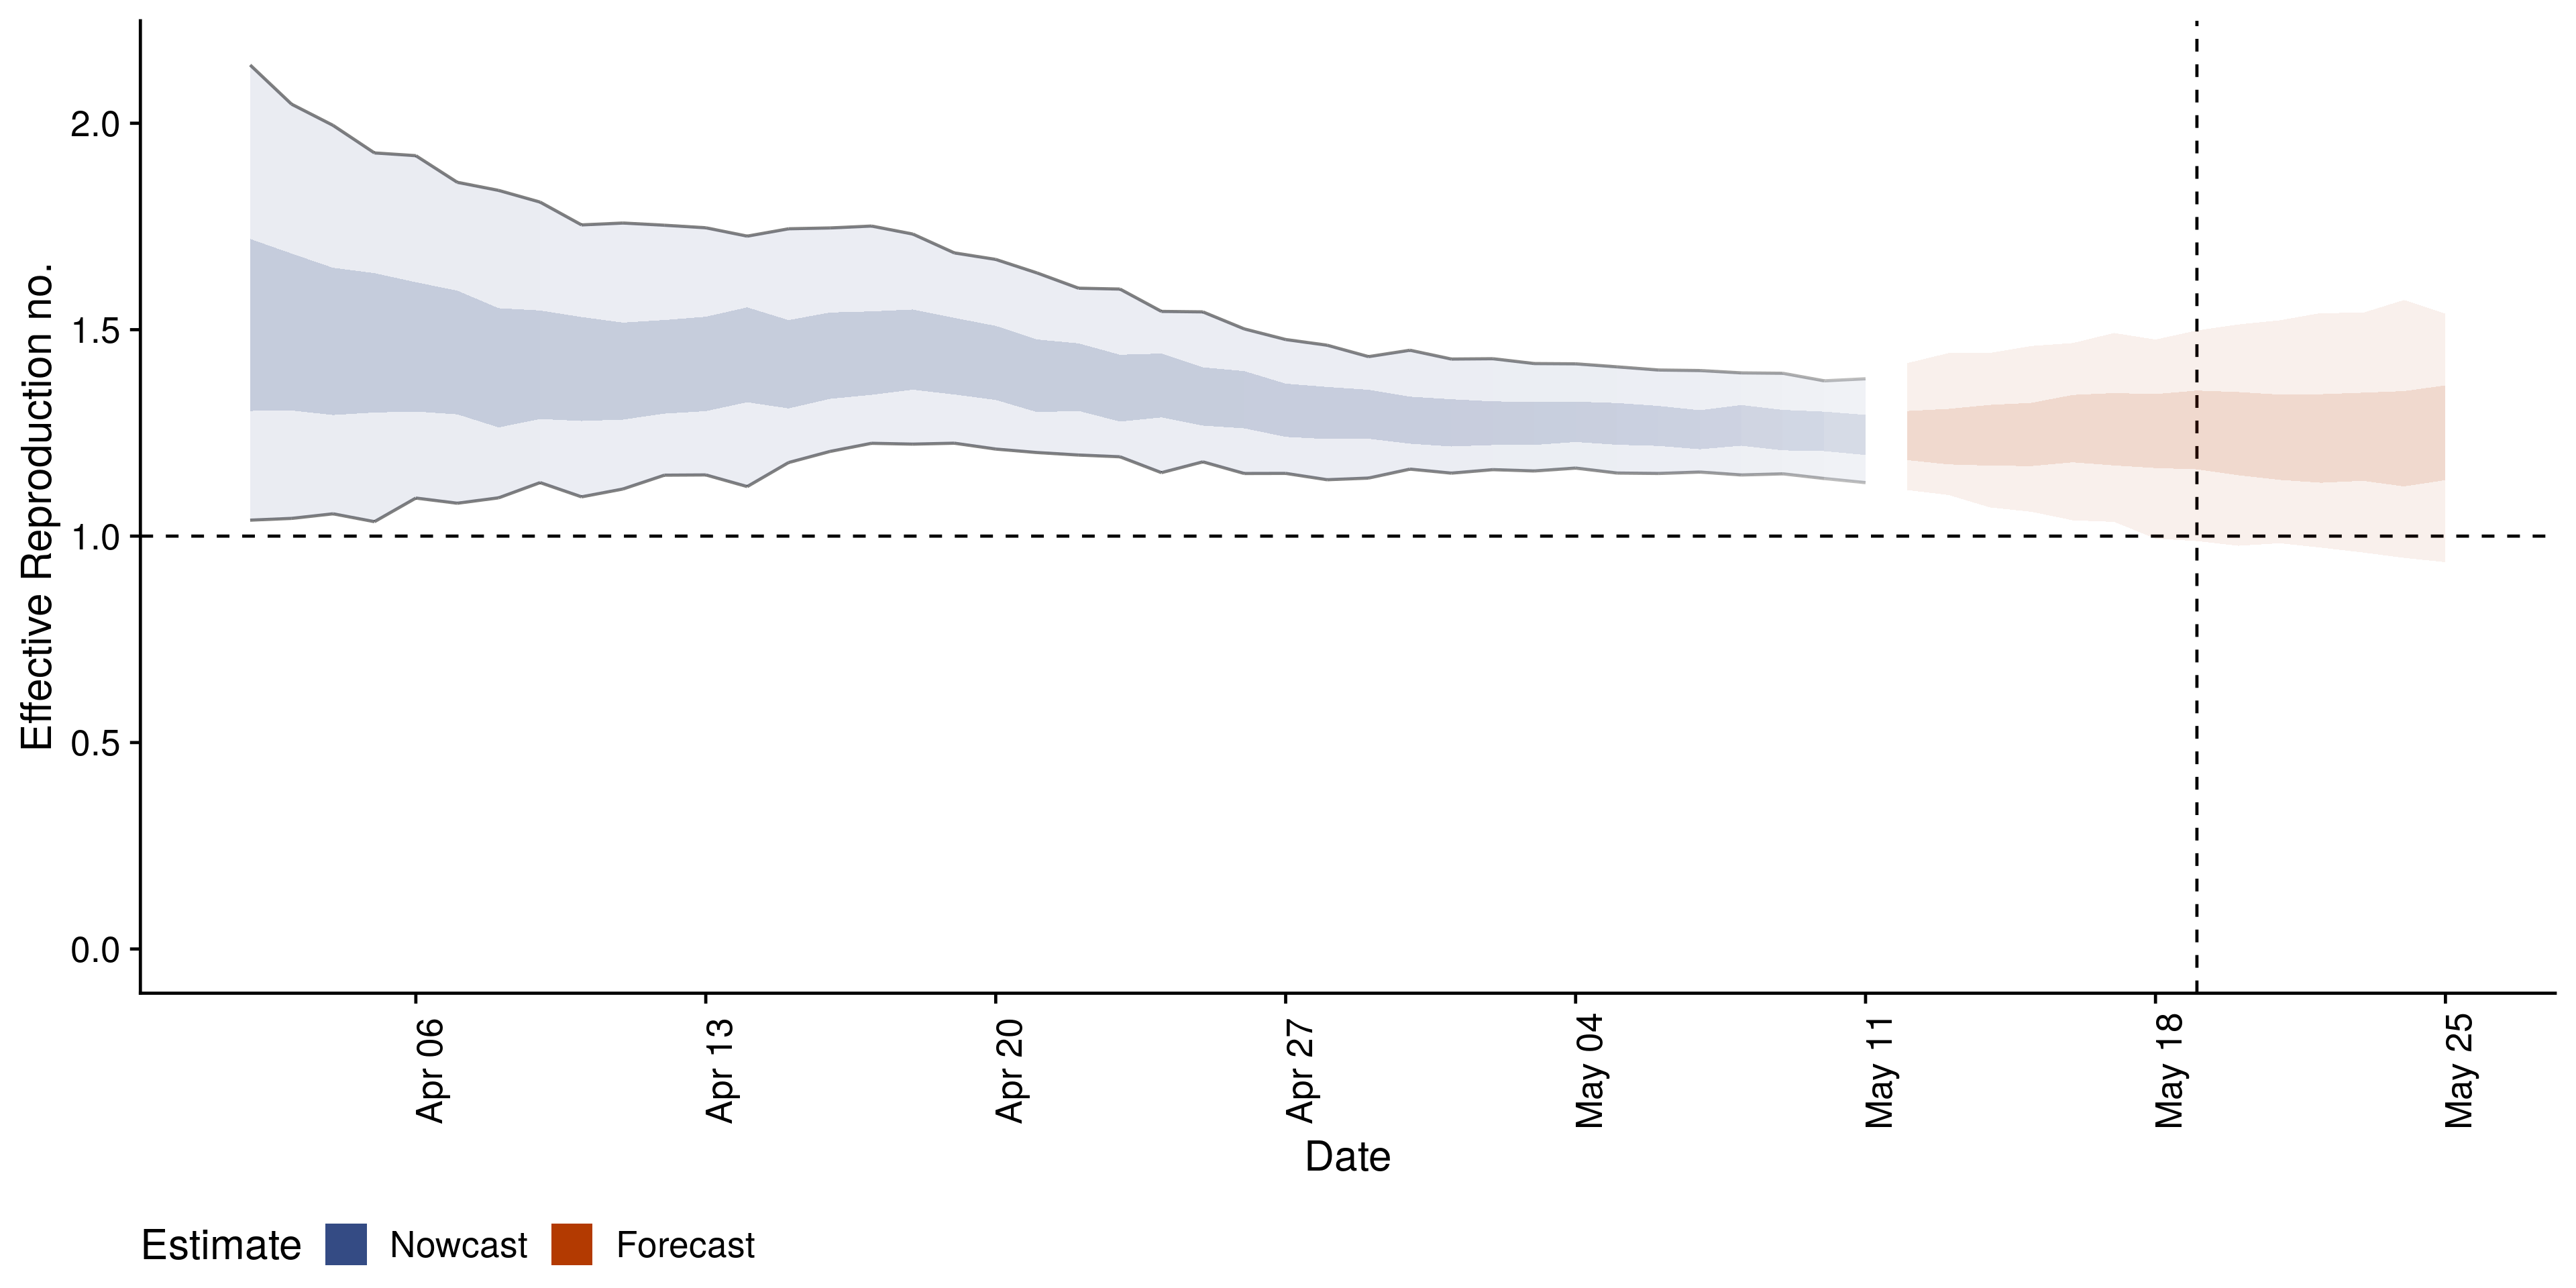 Effective Reproduction no.
2.0
1.5
1.0
0.5
0.0
Apr 06
Apr 13
Apr 20
Apr 27
May 04
May 11
May 18
May 25
Date
Estimate Nowcast Forecast